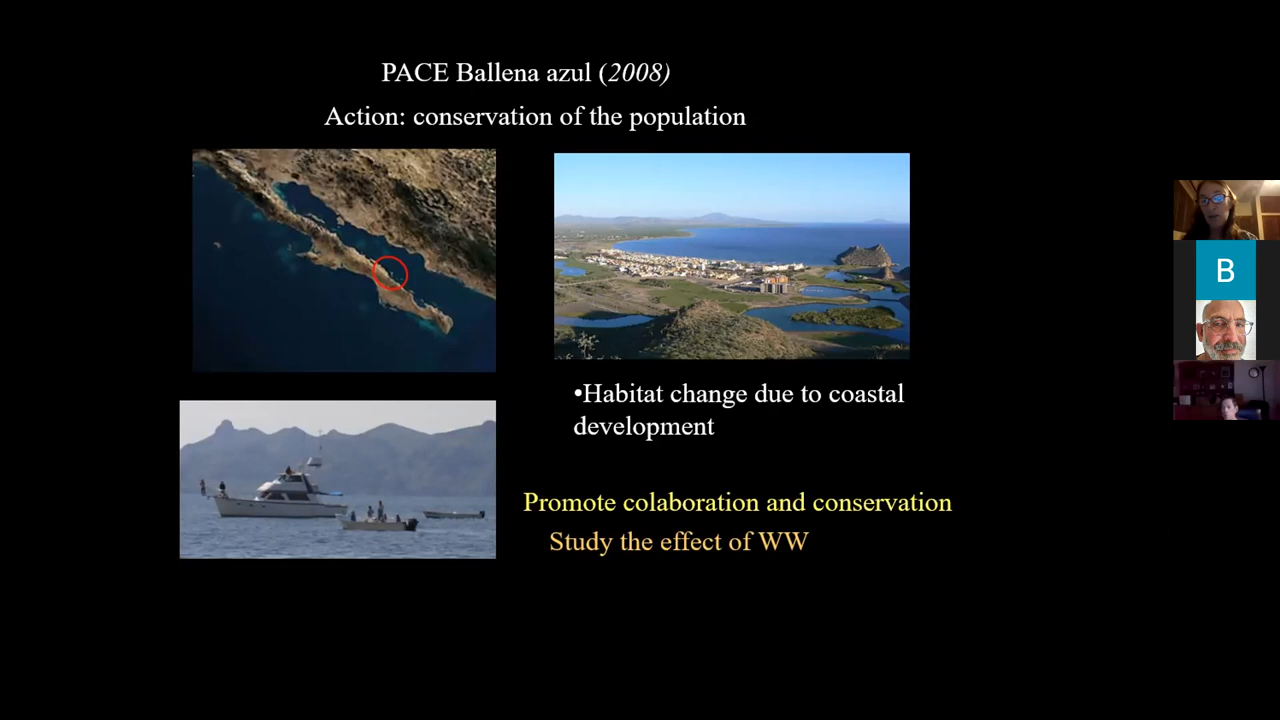 PACE Ballena azul (2008)
Action: conservation of the population
•Habitat change due to coastal
development
Promote colaboration and conservation
Study the effect of WW
B